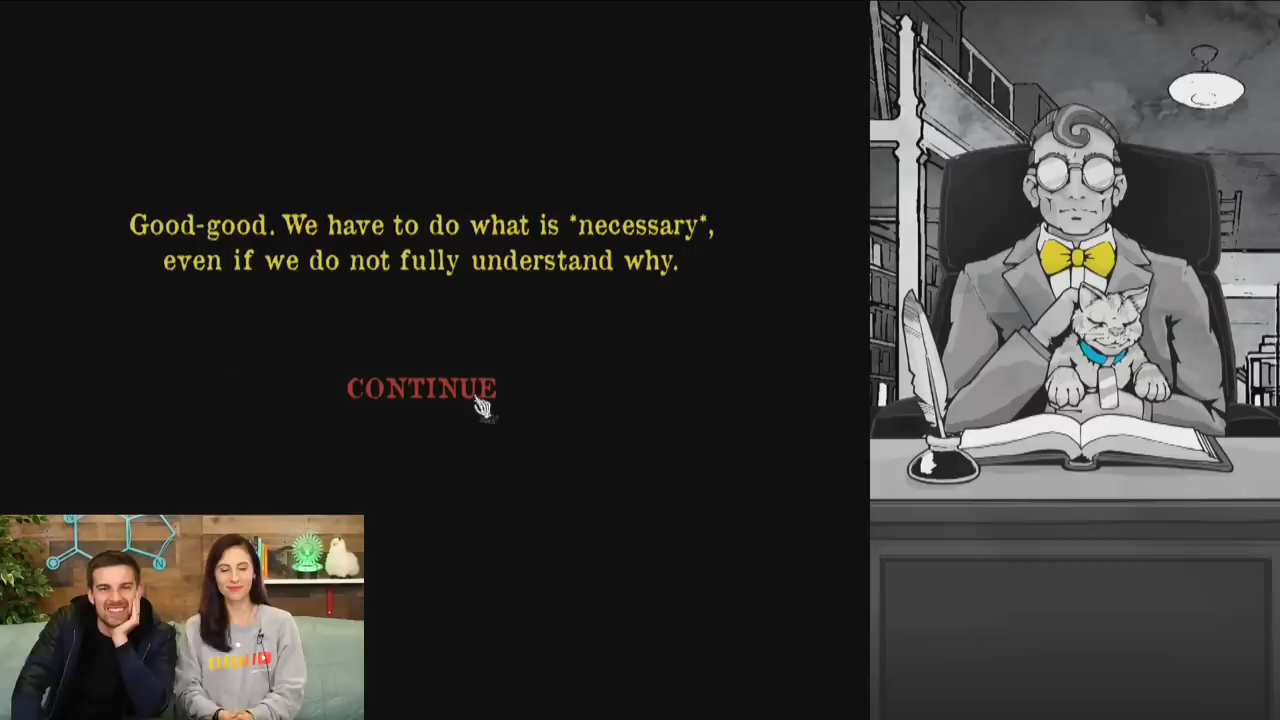 Good-good. We have to do what is *necessary*,
even if we do not fully understand why.
CONTINUE
N
N